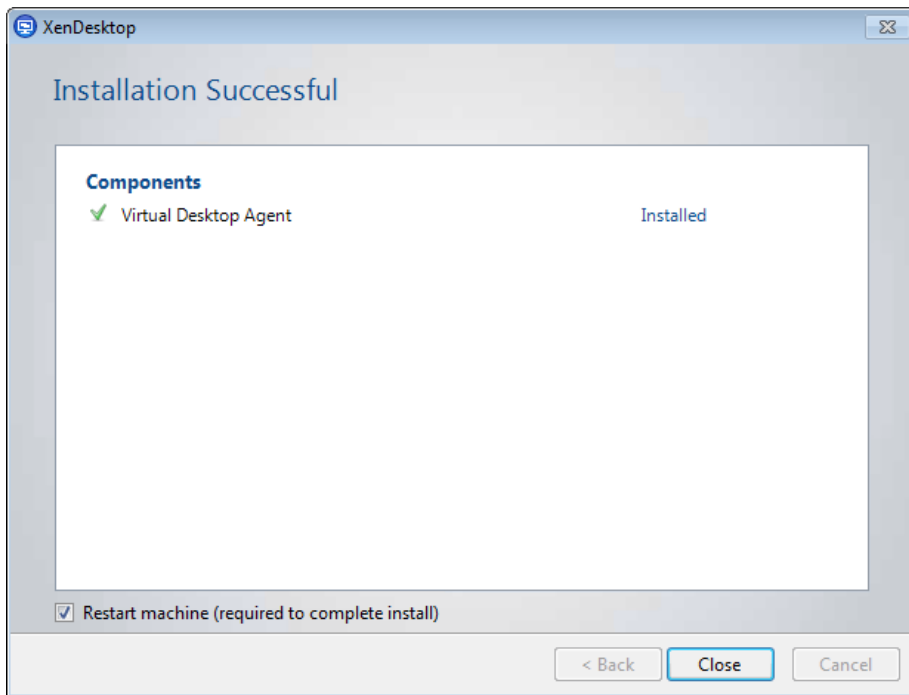 XenDesktop
Installation Successful
Components
Virtual Desktop Agent Installed
Restart machine (required to complete install)
< Back Close Cancel